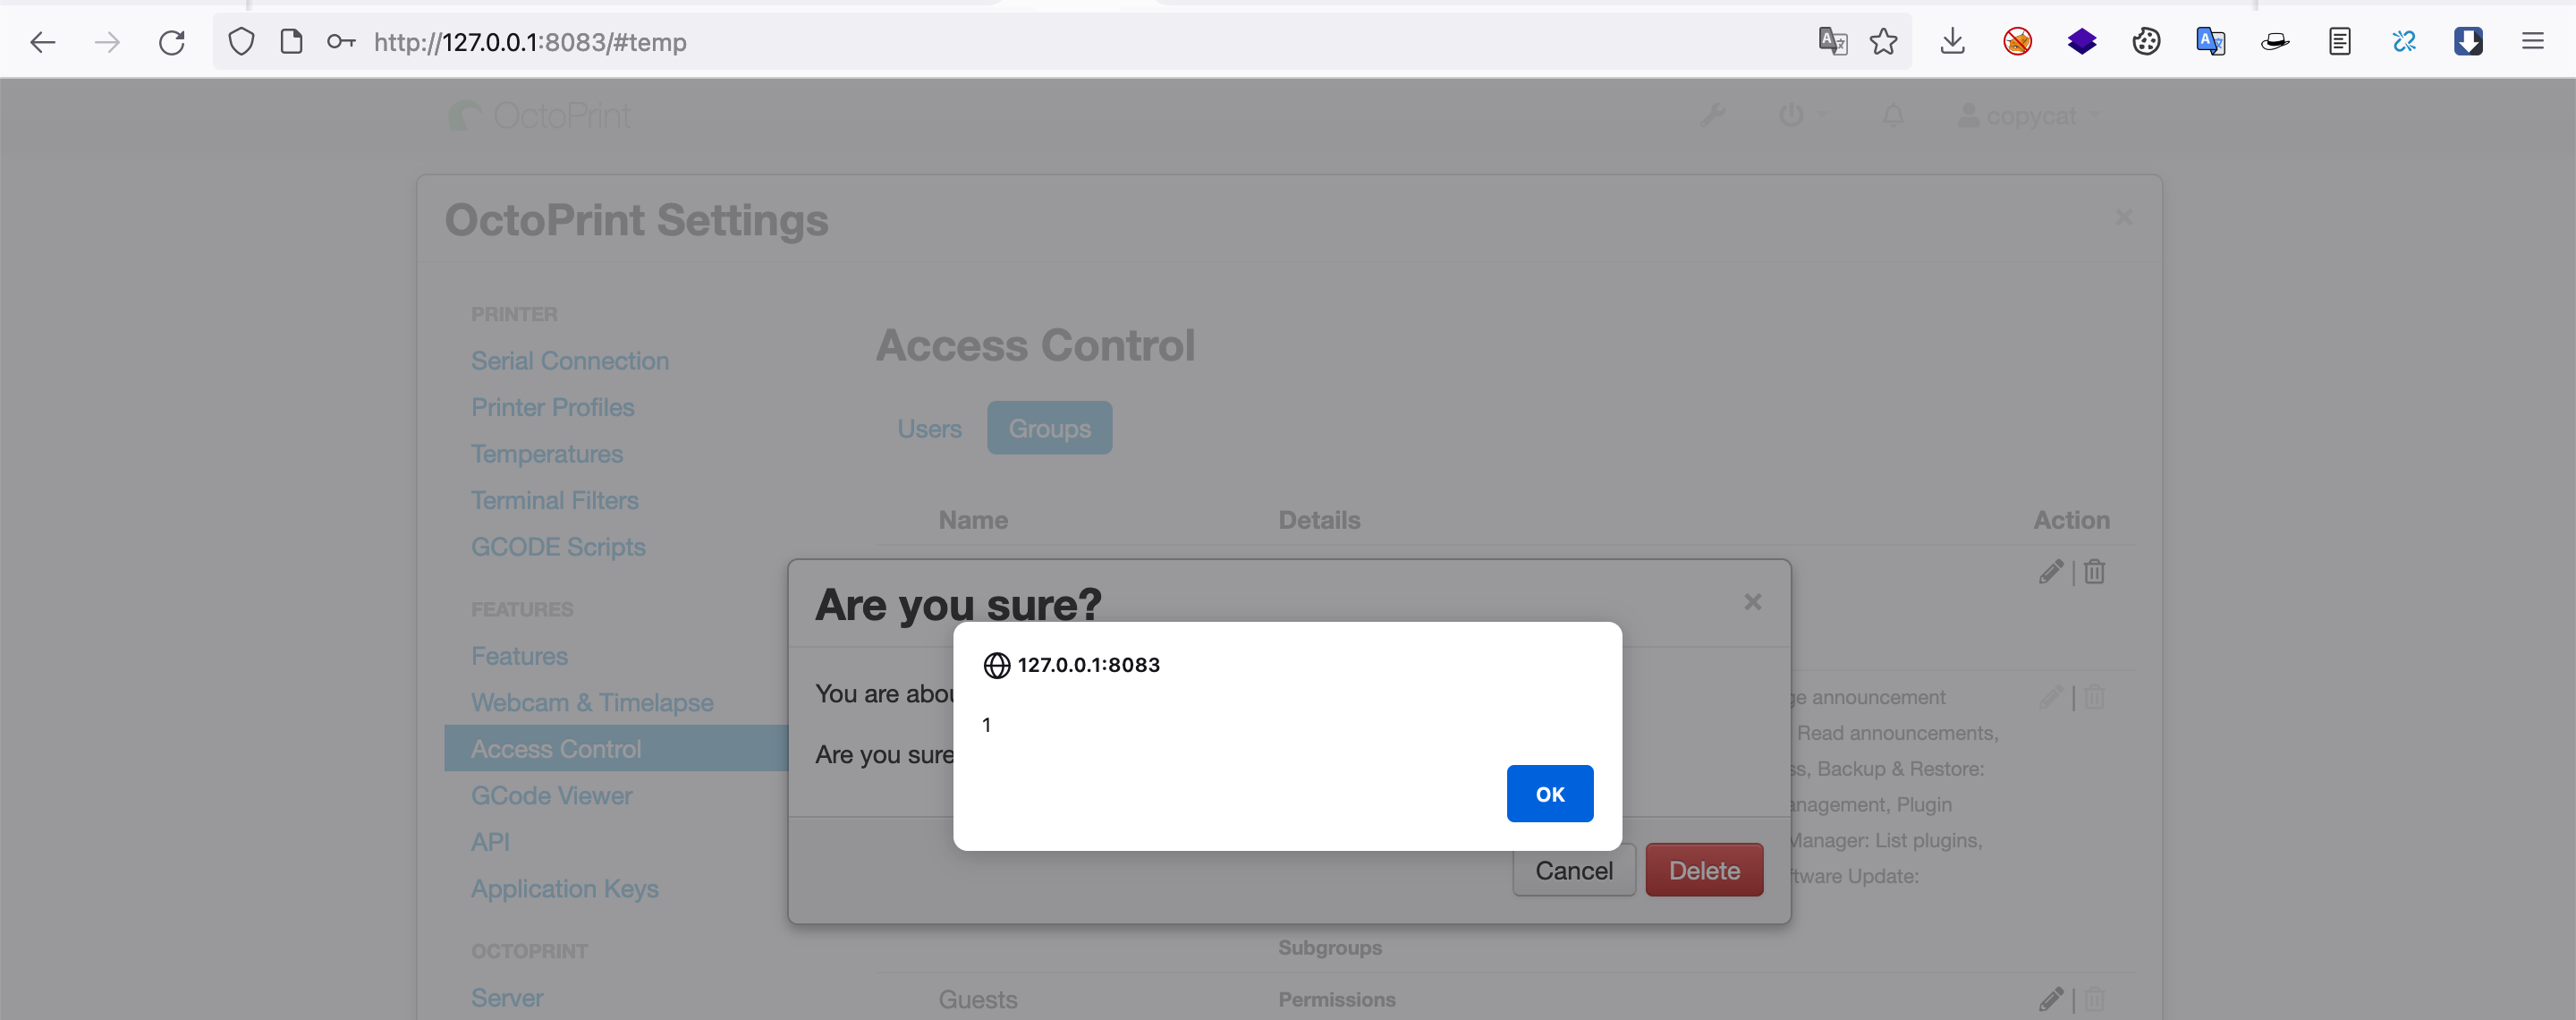 http://127.0.0.1:8083/#temp
OctoPrint
copycat
OctoPrint Settings
PRINTER
Serial Connection
Printer Profiles
Temperatures
Terminal Filters
GCODE Scripts
FEATURES
Features
Webcam & Timelapse
Access Control
GCode Viewer
API
Application Keys
OCTOPRINT
Server
Access Control
Users Groups
Name Details Action
Are you sure?
You are abou
Are you sure
127.0.0.1:8083
1
OK
Cancel Delete
ge announcement
Read announcements,
ss, Backup & Restore:
anagement, Plugin
Manager: List plugins,
ftware Update:
Subgroups
Guests Permissions